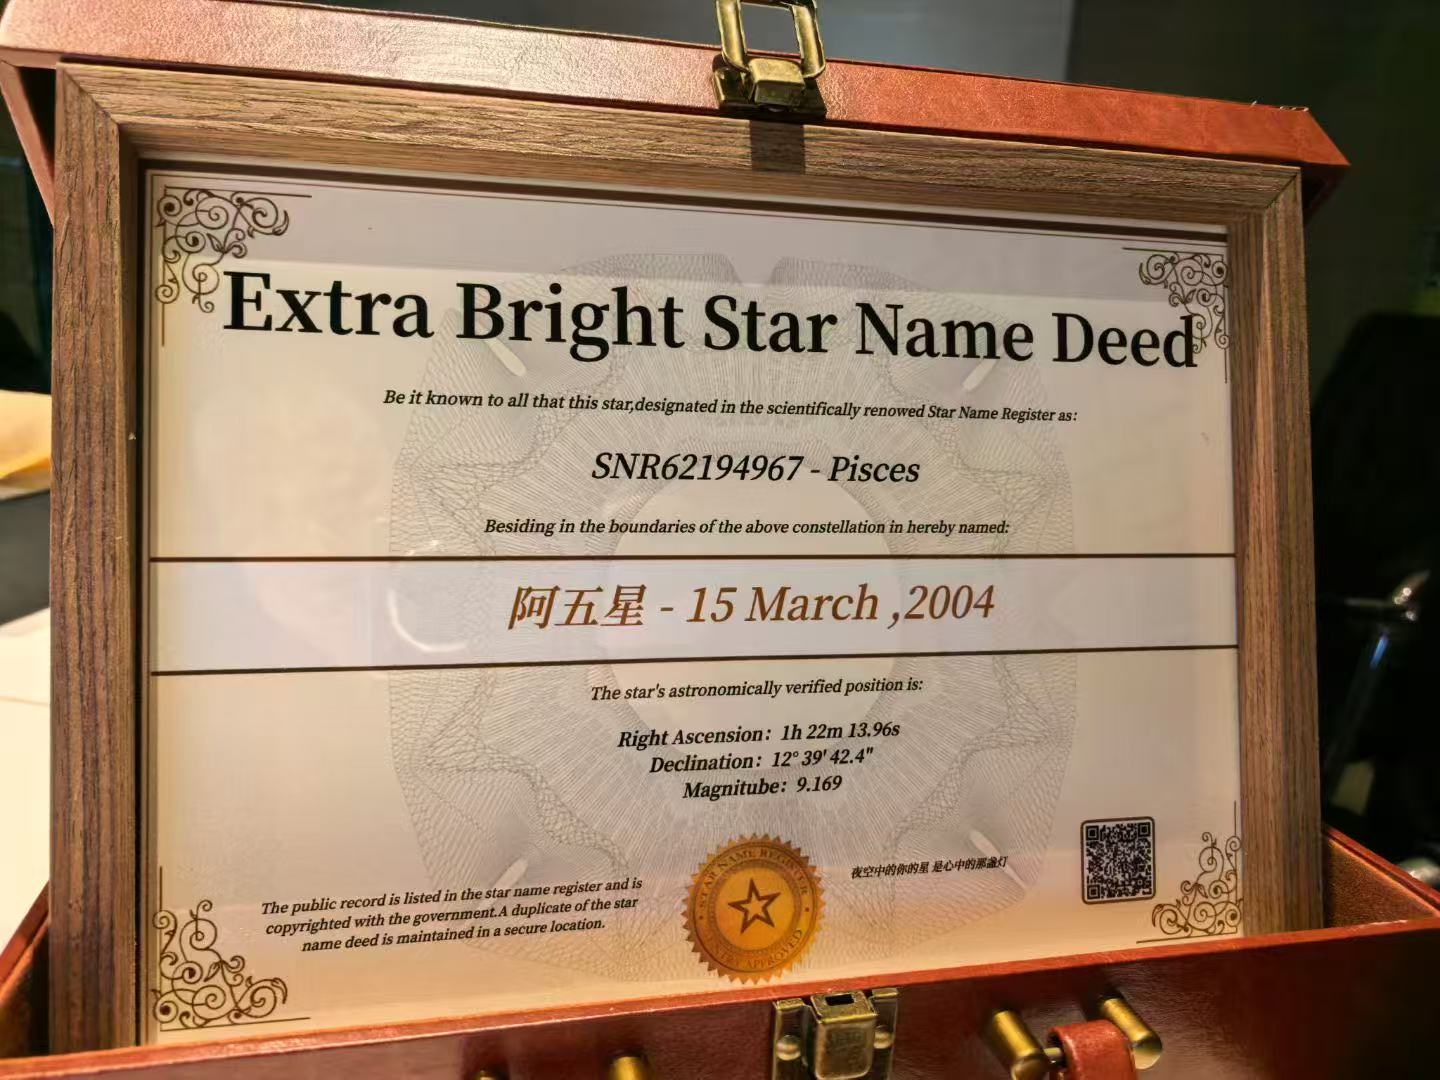 Extra Bright Star Name Deed
Be it known to all that this star,designated in the scientifically renowned Star Name Register as:
SNR62194967 - Pisces
Besiding in the boundaries of the above constellation in hereby named:
阿五星 - 15 March ,2004
The star's astronomically verified position is:
Right Ascension: 1h 22m 13.96s
Declination: 12° 39' 42.4"
Magnitube: 9.169
The public record is listed in the star name register and is
copyrighted with the government.A duplicate of the star
name deed is maintained in a secure location.
STAR NAME REGISTER
APPROVED
夜空中的你的星 是心中的那盏灯